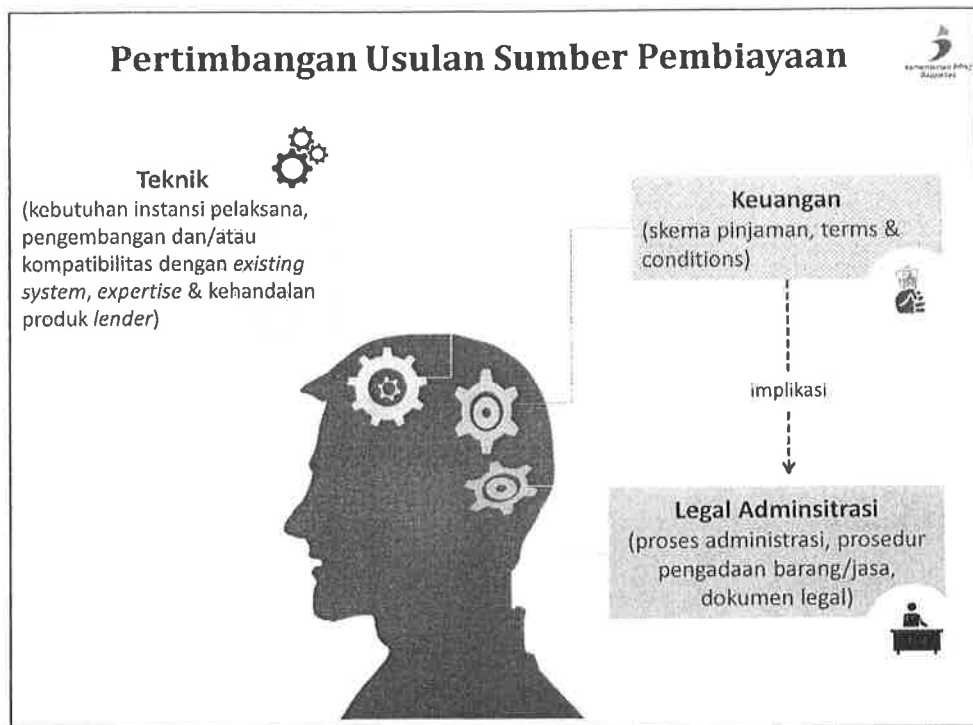 Pertimbangan Usulan Sumber Pembiayaan
Teknik
(kebutuhan instansi pelaksana,
pengembangan dan/atau
kompatibilitas dengan existing
system, expertise & kehandalan
produk lender)
Keuangan
(skema pinjaman, terms &
conditions)
implikasi
Legal Adminsitrasi
(proses administrasi, prosedur
pengadaan barang/jasa,
dokumen legal)